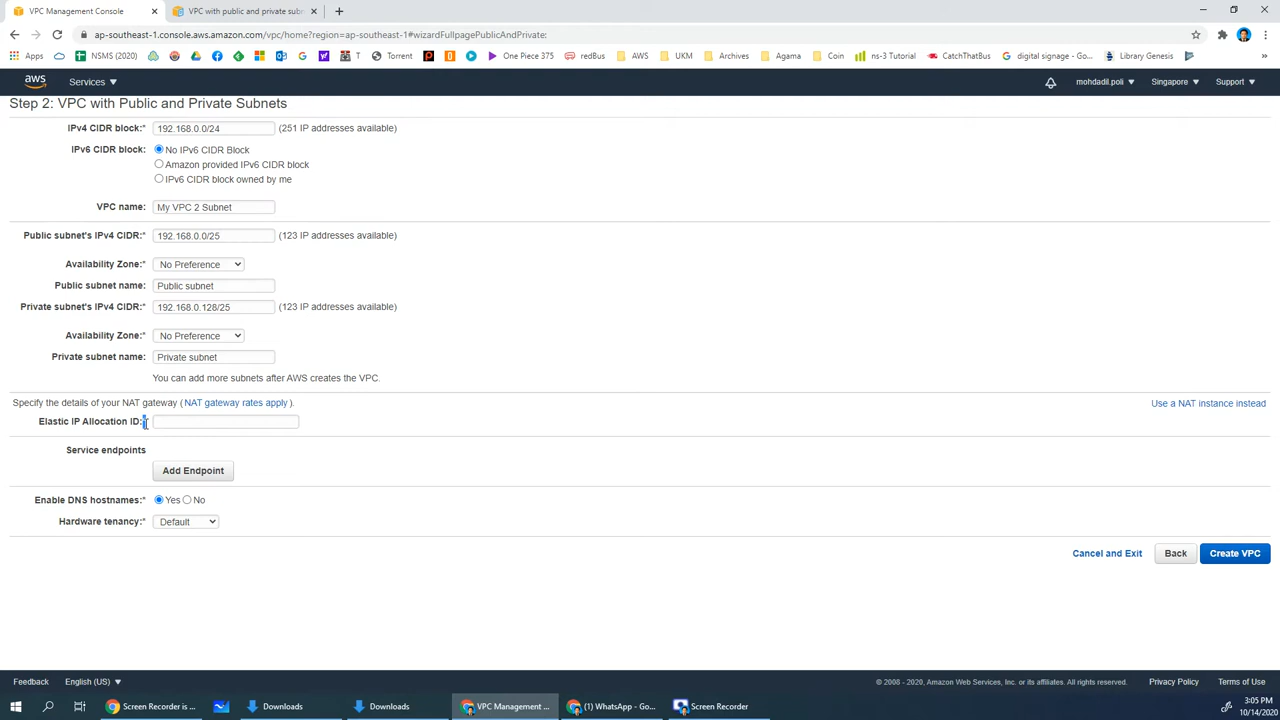 VPC Management Console
VPC with public and private subn
ap-southeast-1.console.aws.amazon.com/vpc/home?region=ap-southeast-1#wizardFullpagePublicAndPrivate:
Apps NSMS (2020) T Torrent One Piece 375 redBus AWS UKM Archives Agama Coin ns-3 Tutorial CatchThatBus digital signage - Go... Library Genesis
aws Services mohdadil.poli Singapore Support
Step 2: VPC with Public and Private Subnets
IPv4 CIDR block:* 192.168.0.0/24 (251 IP addresses available)
IPv6 CIDR block: No IPv6 CIDR Block
Amazon provided IPv6 CIDR block
IPv6 CIDR block owned by me
VPC name: My VPC 2 Subnet
Public subnet's IPv4 CIDR:* 192.168.0.0/25 (123 IP addresses available)
Availability Zone:* No Preference
Public subnet name: Public subnet
Private subnet's IPv4 CIDR:* 192.168.0.128/25 (123 IP addresses available)
Availability Zone:* No Preference
Private subnet name: Private subnet
You can add more subnets after AWS creates the VPC.
Specify the details of your NAT gateway ( NAT gateway rates apply ). Use a NAT instance instead
Elastic IP Allocation ID:*
Service endpoints
Add Endpoint
Enable DNS hostnames:* Yes No
Hardware tenancy:* Default
Cancel and Exit Back Create VPC
Feedback English (US) © 2008 - 2020, Amazon Web Services, Inc. or its affiliates. All rights reserved. Privacy Policy Terms of Use
Screen Recorder is ... Downloads Downloads VPC Management ... (1) WhatsApp - Go... Screen Recorder 3:05 PM
10/14/2020